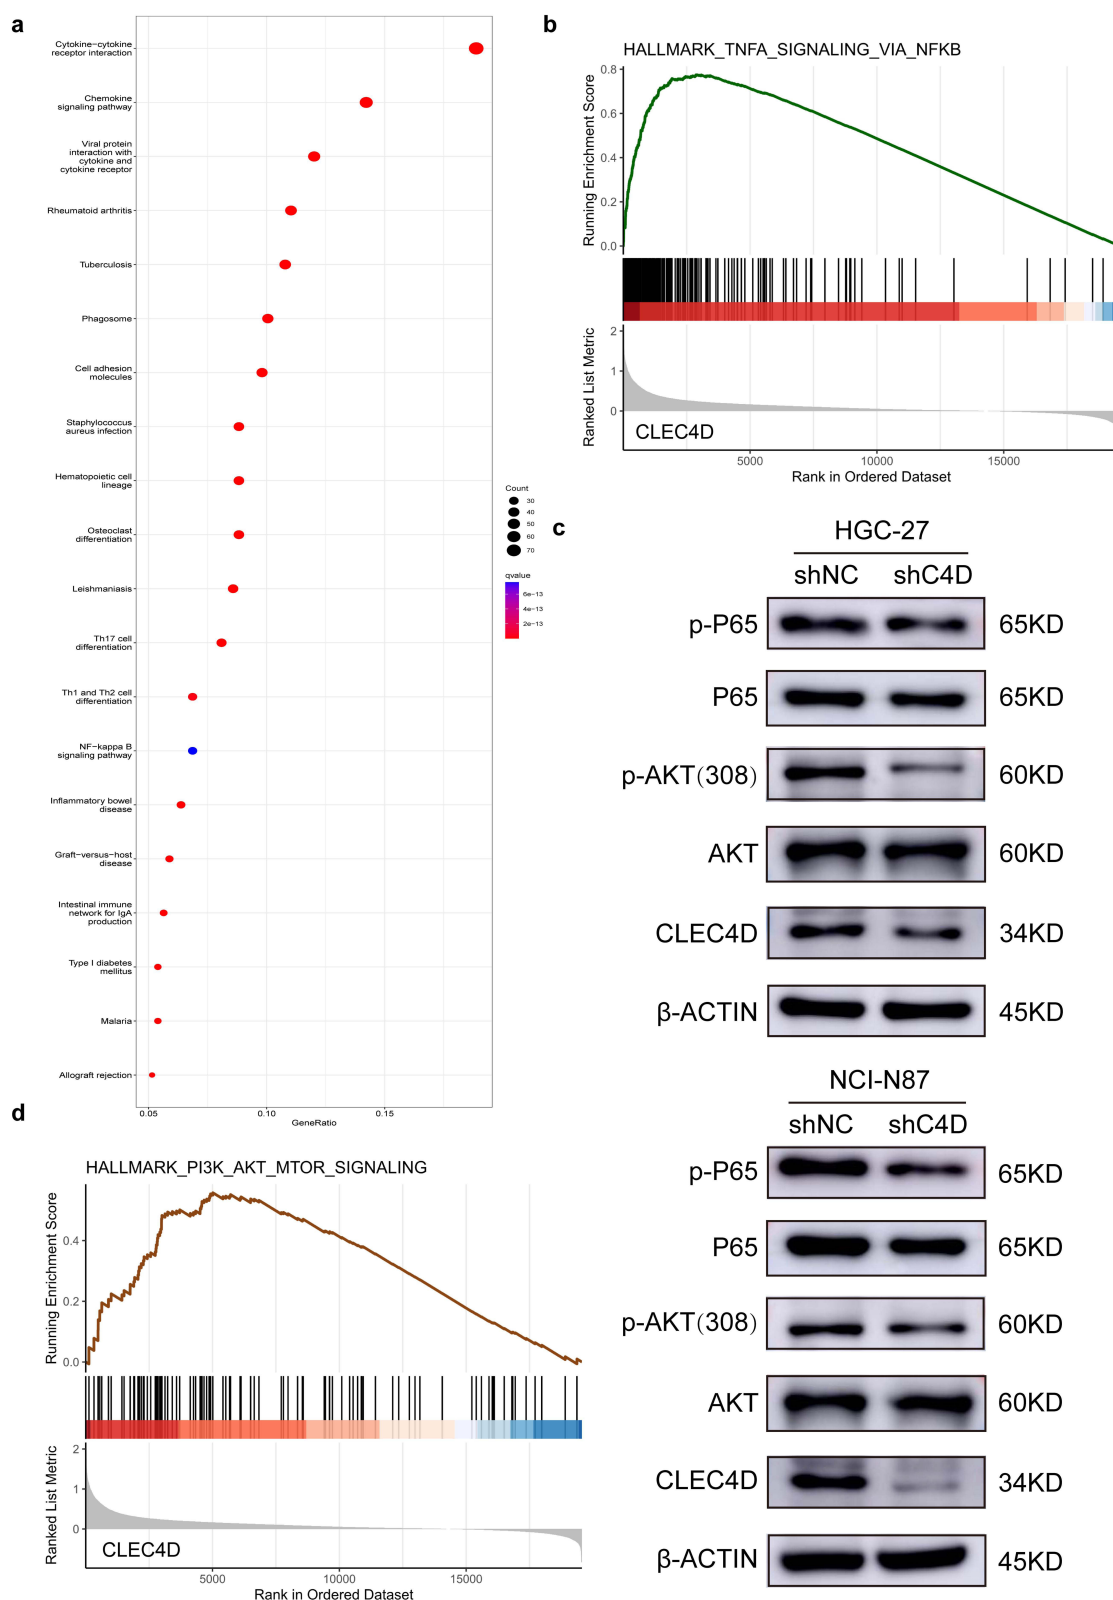 a
Cytokine−cytokine
receptor interaction
Chemokine
signaling pathway
Viral protein
interaction with
cytokine and
cytokine receptor
Rheumatoid arthritis
Tuberculosis
Phagosome
Cell adhesion
molecules
Staphylococcus
aureus infection
Hematopoietic cell
lineage
Osteoclast
differentiation
Leishmaniasis
Th17 cell
differentiation
Th1 and Th2 cell
differentiation
NF−kappa B
signaling pathway
Inflammatory bowel
disease
Graft−versus−host
disease
Intestinal immune
network for IgA
production
Type I diabetes
mellitus
Malaria
Allograft rejection
0.05 0.10 0.15
GeneRatio
Count
30
40
50
60
70
qvalue
6e−13
4e−13
2e−13
b
HALLMARK_TNFA_SIGNALING_VIA_NFKB
Running Enrichment Score
0.8
0.6
0.4
0.2
0.0
Ranked List Metric
2
1
0
CLEC4D
5000 10000 15000
Rank in Ordered Dataset
c
HGC-27
shNC shC4D
p-P65 65KD
P65 65KD
p-AKT(308) 60KD
AKT 60KD
CLEC4D 34KD
β-ACTIN 45KD
NCI-N87
shNC shC4D
p-P65 65KD
P65 65KD
p-AKT(308) 60KD
AKT 60KD
CLEC4D 34KD
β-ACTIN 45KD
d
HALLMARK_PI3K_AKT_MTOR_SIGNALING
Running Enrichment Score
0.4
0.2
0.0
Ranked List Metric
2
1
0
CLEC4D
5000 10000 15000
Rank in Ordered Dataset